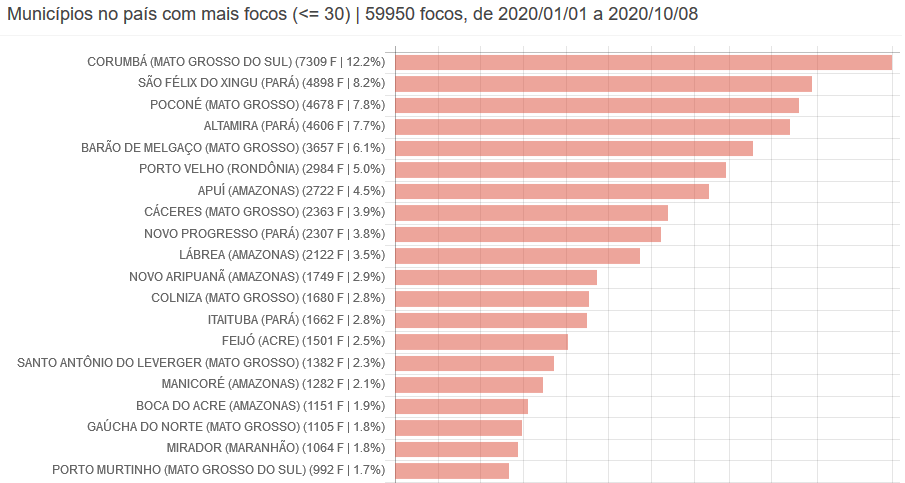 Municípios no país com mais focos (<= 30) | 59950 focos, de 2020/01/01 a 2020/10/08
CORUMBÁ (MATO GROSSO DO SUL) (7309 F | 12.2%)
SÃO FÉLIX DO XINGU (PARÁ) (4898 F | 8.2%)
POCONÉ (MATO GROSSO) (4678 F | 7.8%)
ALTAMIRA (PARÁ) (4606 F | 7.7%)
BARÃO DE MELGAÇO (MATO GROSSO) (3657 F | 6.1%)
PORTO VELHO (RONDÔNIA) (2984 F | 5.0%)
APUÍ (AMAZONAS) (2722 F | 4.5%)
CÁCERES (MATO GROSSO) (2363 F | 3.9%)
NOVO PROGRESSO (PARÁ) (2307 F | 3.8%)
LÁBREA (AMAZONAS) (2122 F | 3.5%)
NOVO ARIPUANÃ (AMAZONAS) (1749 F | 2.9%)
COLNIZA (MATO GROSSO) (1680 F | 2.8%)
ITAITUBA (PARÁ) (1662 F | 2.8%)
FEIJÓ (ACRE) (1501 F | 2.5%)
SANTO ANTÔNIO DO LEVERGER (MATO GROSSO) (1382 F | 2.3%)
MANICORÉ (AMAZONAS) (1282 F | 2.1%)
BOCA DO ACRE (AMAZONAS) (1151 F | 1.9%)
GAÚCHA DO NORTE (MATO GROSSO) (1105 F | 1.8%)
MIRADOR (MARANHÃO) (1064 F | 1.8%)
PORTO MURTINHO (MATO GROSSO DO SUL) (992 F | 1.7%)